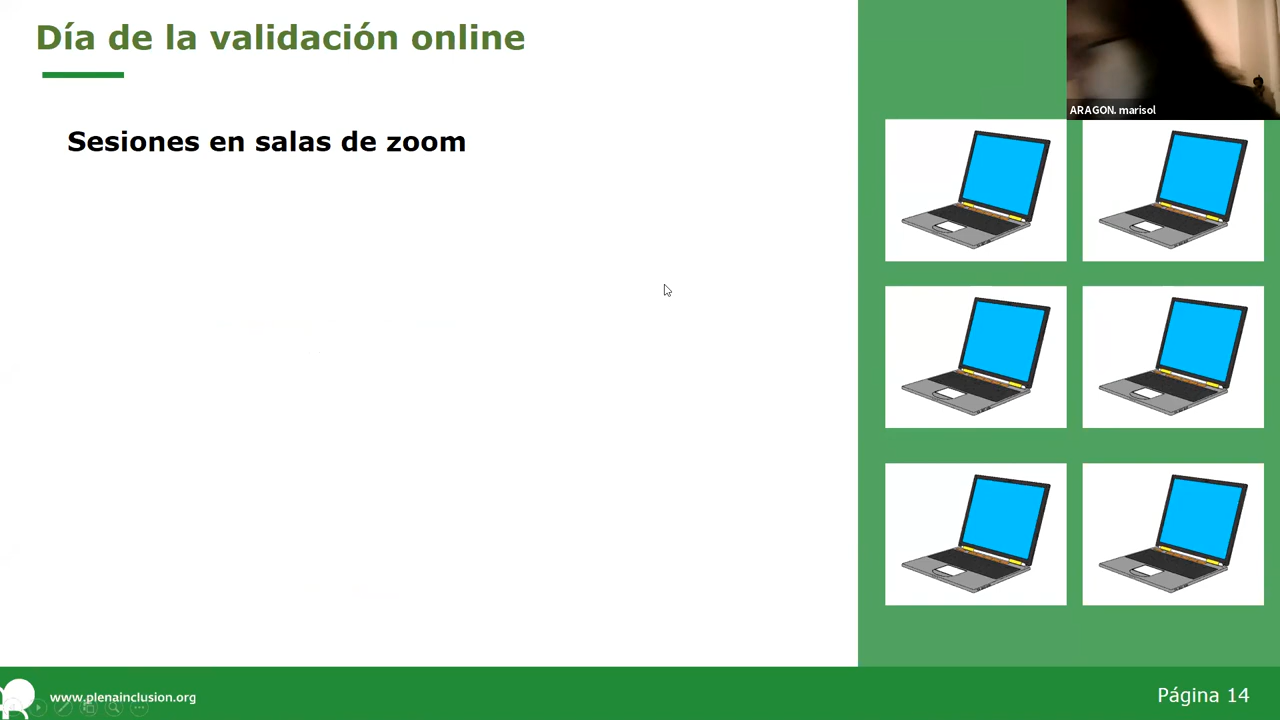 Día de la validación online
ARAGON. marisol
Sesiones en salas de zoom
www.plenainclusion.org
Página 14